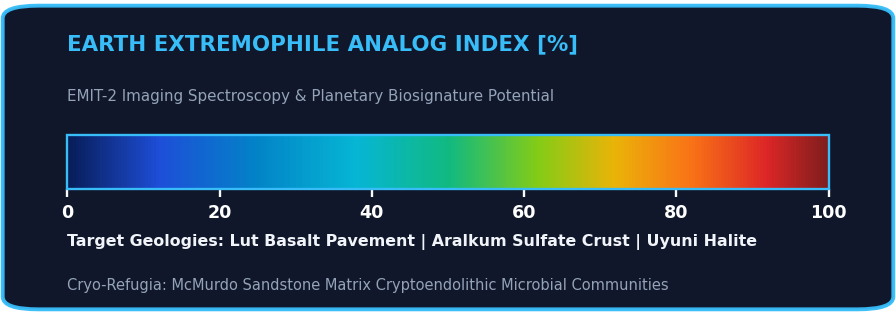 EARTH EXTREMOPHILE ANALOG INDEX [%]
EMIT-2 Imaging Spectroscopy & Planetary Biosignature Potential
0 20 40 60 80 100
Target Geologies: Lut Basalt Pavement | Aralkum Sulfate Crust | Uyuni Halite
Cryo-Refugia: McMurdo Sandstone Matrix Cryptoendolithic Microbial Communities